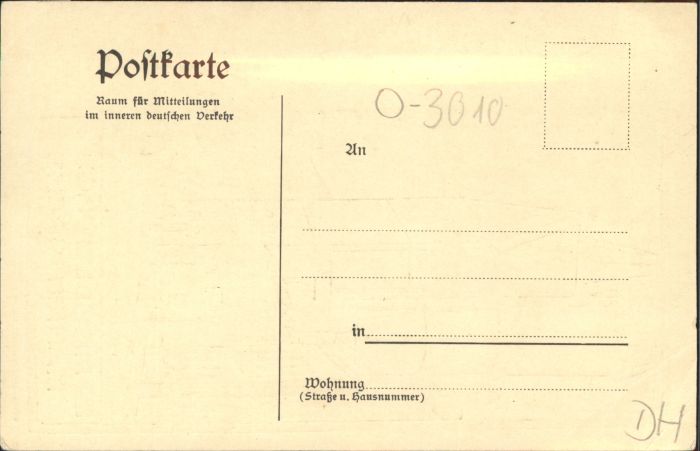 Postkarte
Raum für Mitteilungen
im inneren deutschen Verkehr
O-3010
An
in
Wohnung
(Straße u. Hausnummer)
DH